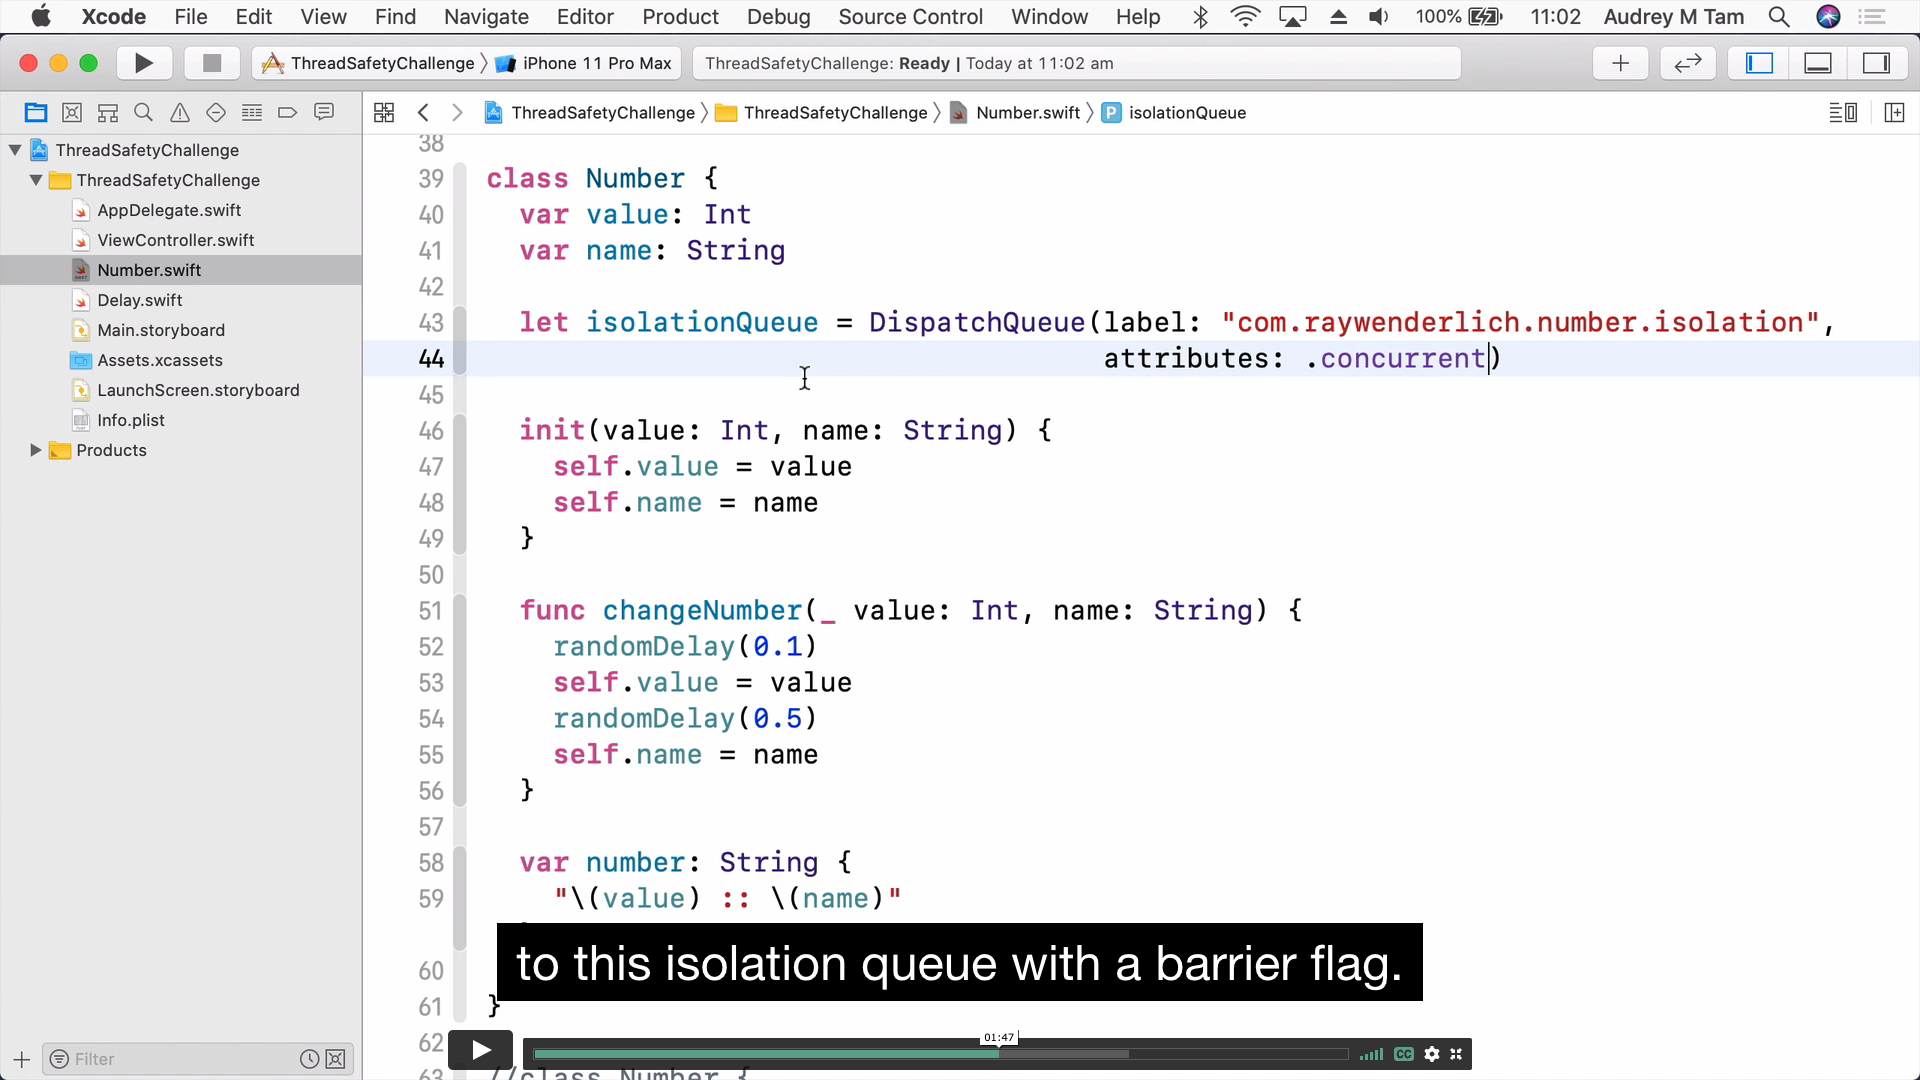 Xcode File Edit View Find Navigate Editor Product Debug Source Control Window Help 100% 11:02 Audrey M Tam
ThreadSafetyChallenge iPhone 11 Pro Max ThreadSafetyChallenge: Ready | Today at 11:02 am
ThreadSafetyChallenge ThreadSafetyChallenge Number.swift P isolationQueue
ThreadSafetyChallenge
ThreadSafetyChallenge
AppDelegate.swift
ViewController.swift
Number.swift
Delay.swift
Main.storyboard
Assets.xcassets
LaunchScreen.storyboard
Info.plist
Products
Filter
38
39 class Number {
40 var value: Int
41 var name: String
42
43 let isolationQueue = DispatchQueue(label: "com.raywenderlich.number.isolation",
44 attributes: .concurrent)
45
46 init(value: Int, name: String) {
47 self.value = value
48 self.name = name
49 }
50
51 func changeNumber(_ value: Int, name: String) {
52 randomDelay(0.1)
53 self.value = value
54 randomDelay(0.5)
55 self.name = name
56 }
57
58 var number: String {
59 "\(value) :: \(name)"
60
61 }
62
63 //class Number {
to this isolation queue with a barrier flag.
01:47
CC